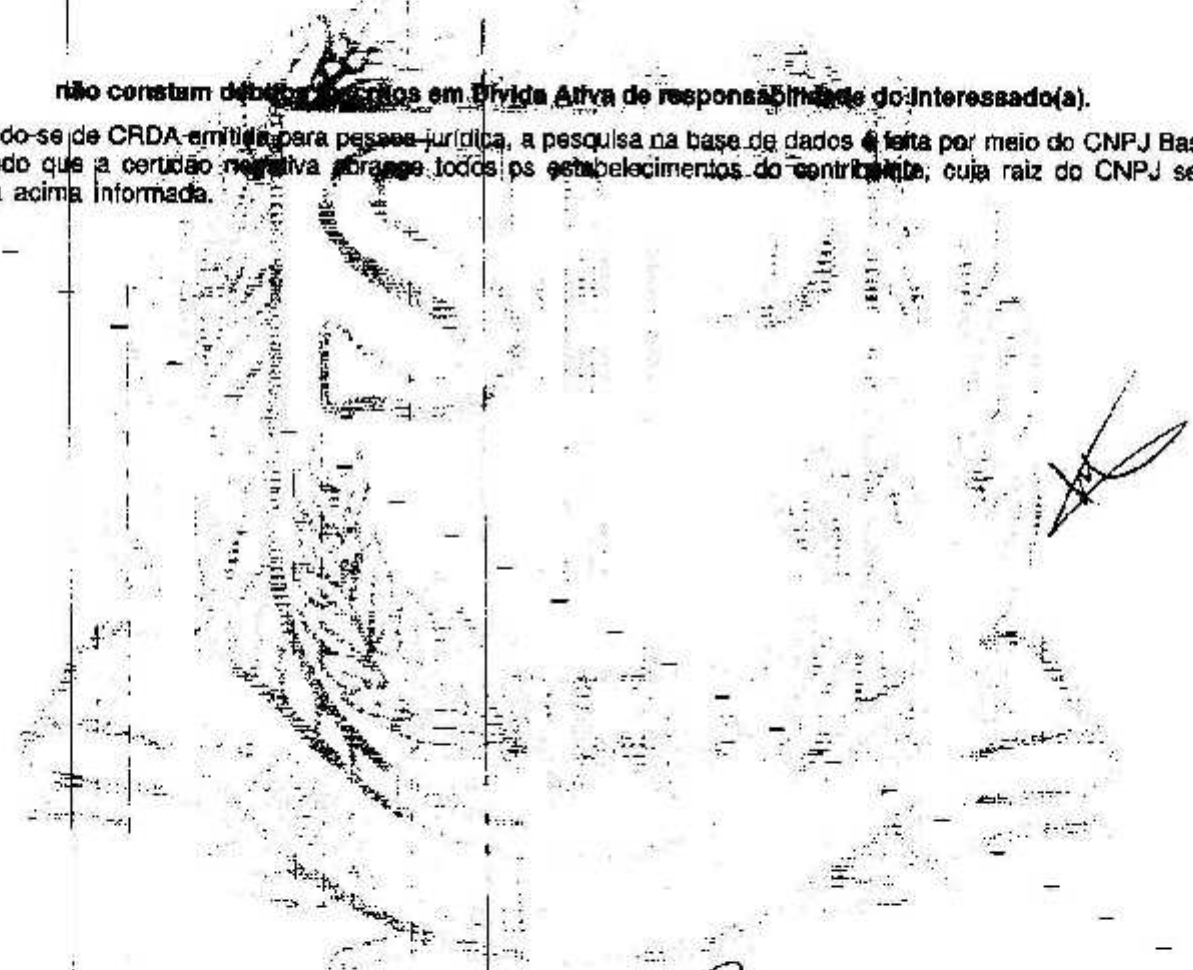 não constam débitos inscritos em Dívida Ativa de responsabilidade do Interessado(a).
do-se de CRDA emitida para pessoa jurídica, a pesquisa na base de dados é feita por meio do CNPJ Bas
do que a certidão negativa abrange todos os estabelecimentos do contribuinte, cuja raiz do CNPJ se
acima informada.